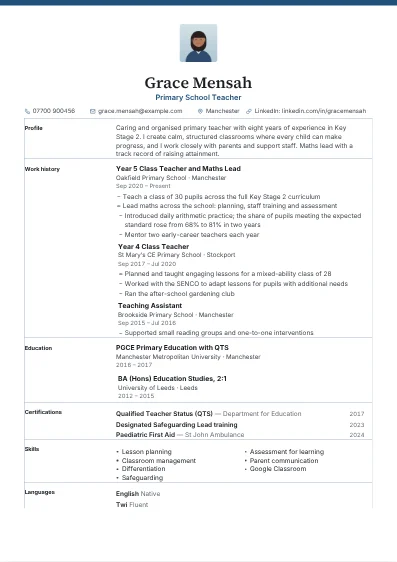 Grace Mensah
Primary School Teacher
07700 900456 grace.mensah@example.com Manchester LinkedIn: linkedin.com/in/gracemensah
Profile
Caring and organised primary teacher with eight years of experience in Key
Stage 2. I create calm, structured classrooms where every child can make
progress, and I work closely with parents and support staff. Maths lead with a
track record of raising attainment.
Work history
Year 5 Class Teacher and Maths Lead
Oakfield Primary School · Manchester
Sep 2020 – Present
– Teach a class of 30 pupils across the full Key Stage 2 curriculum
– Lead maths across the school: planning, staff training and assessment
– Introduced daily arithmetic practice; the share of pupils meeting the expected
standard rose from 68% to 81% in two years
– Mentor two early-career teachers each year
Year 4 Class Teacher
St Mary's CE Primary School · Stockport
Sep 2017 – Jul 2020
– Planned and taught engaging lessons for a mixed-ability class of 28
– Worked with the SENCO to adapt lessons for pupils with additional needs
– Ran the after-school gardening club
Teaching Assistant
Brookside Primary School · Manchester
Sep 2015 – Jul 2016
– Supported small reading groups and one-to-one interventions
Education
PGCE Primary Education with QTS
Manchester Metropolitan University · Manchester
2016 – 2017
BA (Hons) Education Studies, 2:1
University of Leeds · Leeds
2012 – 2015
Certifications
Qualified Teacher Status (QTS) — Department for Education 2017
Designated Safeguarding Lead training 2023
Paediatric First Aid — St John Ambulance 2024
Skills
• Lesson planning
• Classroom management
• Differentiation
• Safeguarding
• Assessment for learning
• Parent communication
• Google Classroom
Languages
English Native
Twi Fluent